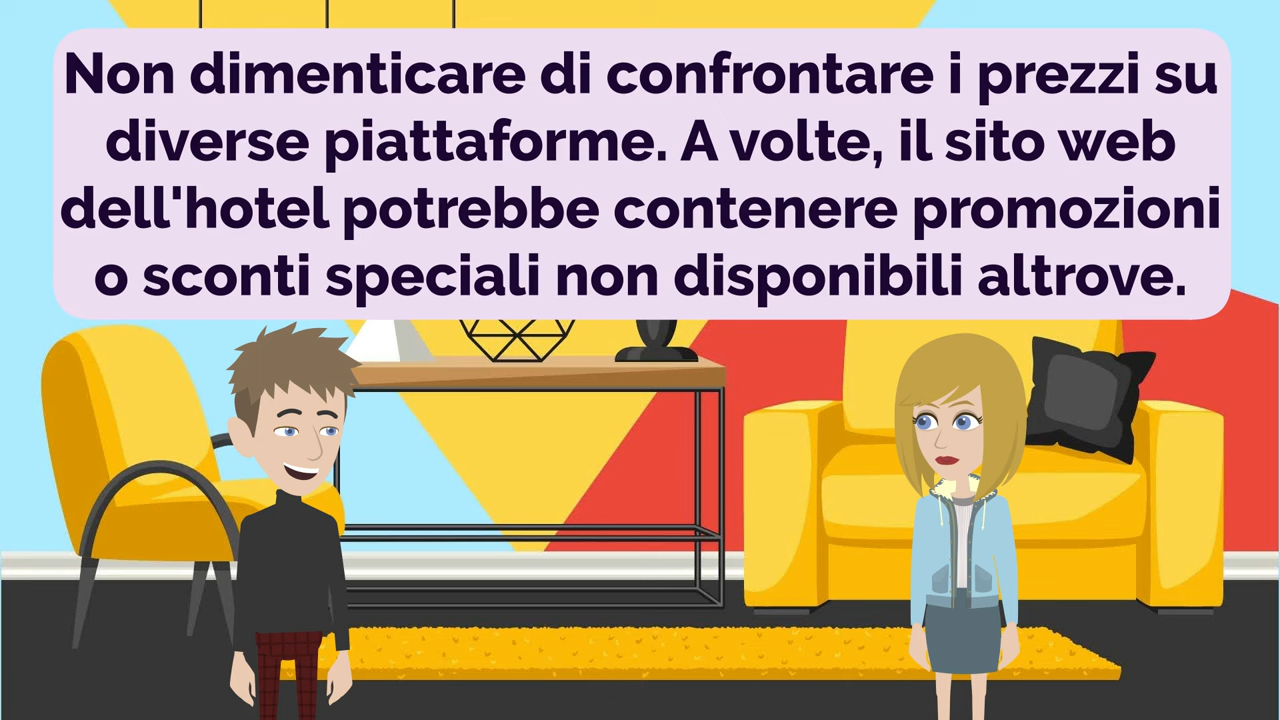 Non dimenticare di confrontare i prezzi su
diverse piattaforme. A volte, il sito web
dell'hotel potrebbe contenere promozioni
o sconti speciali non disponibili altrove.